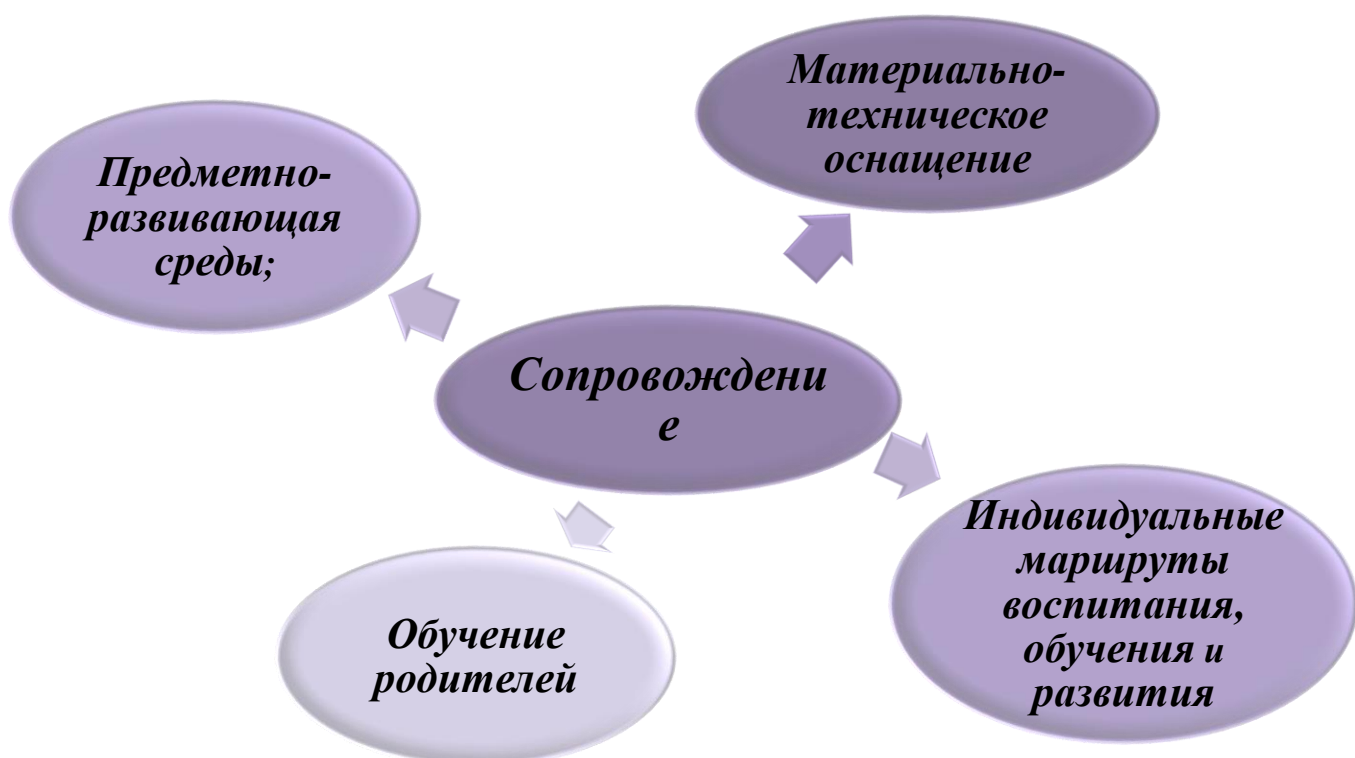 Материально-
техническое
оснащение
Предметно-
развивающая
среды;
Сопровождени
е
Индивидуальные
маршруты
воспитания,
обучения и
развития
Обучение
родителей